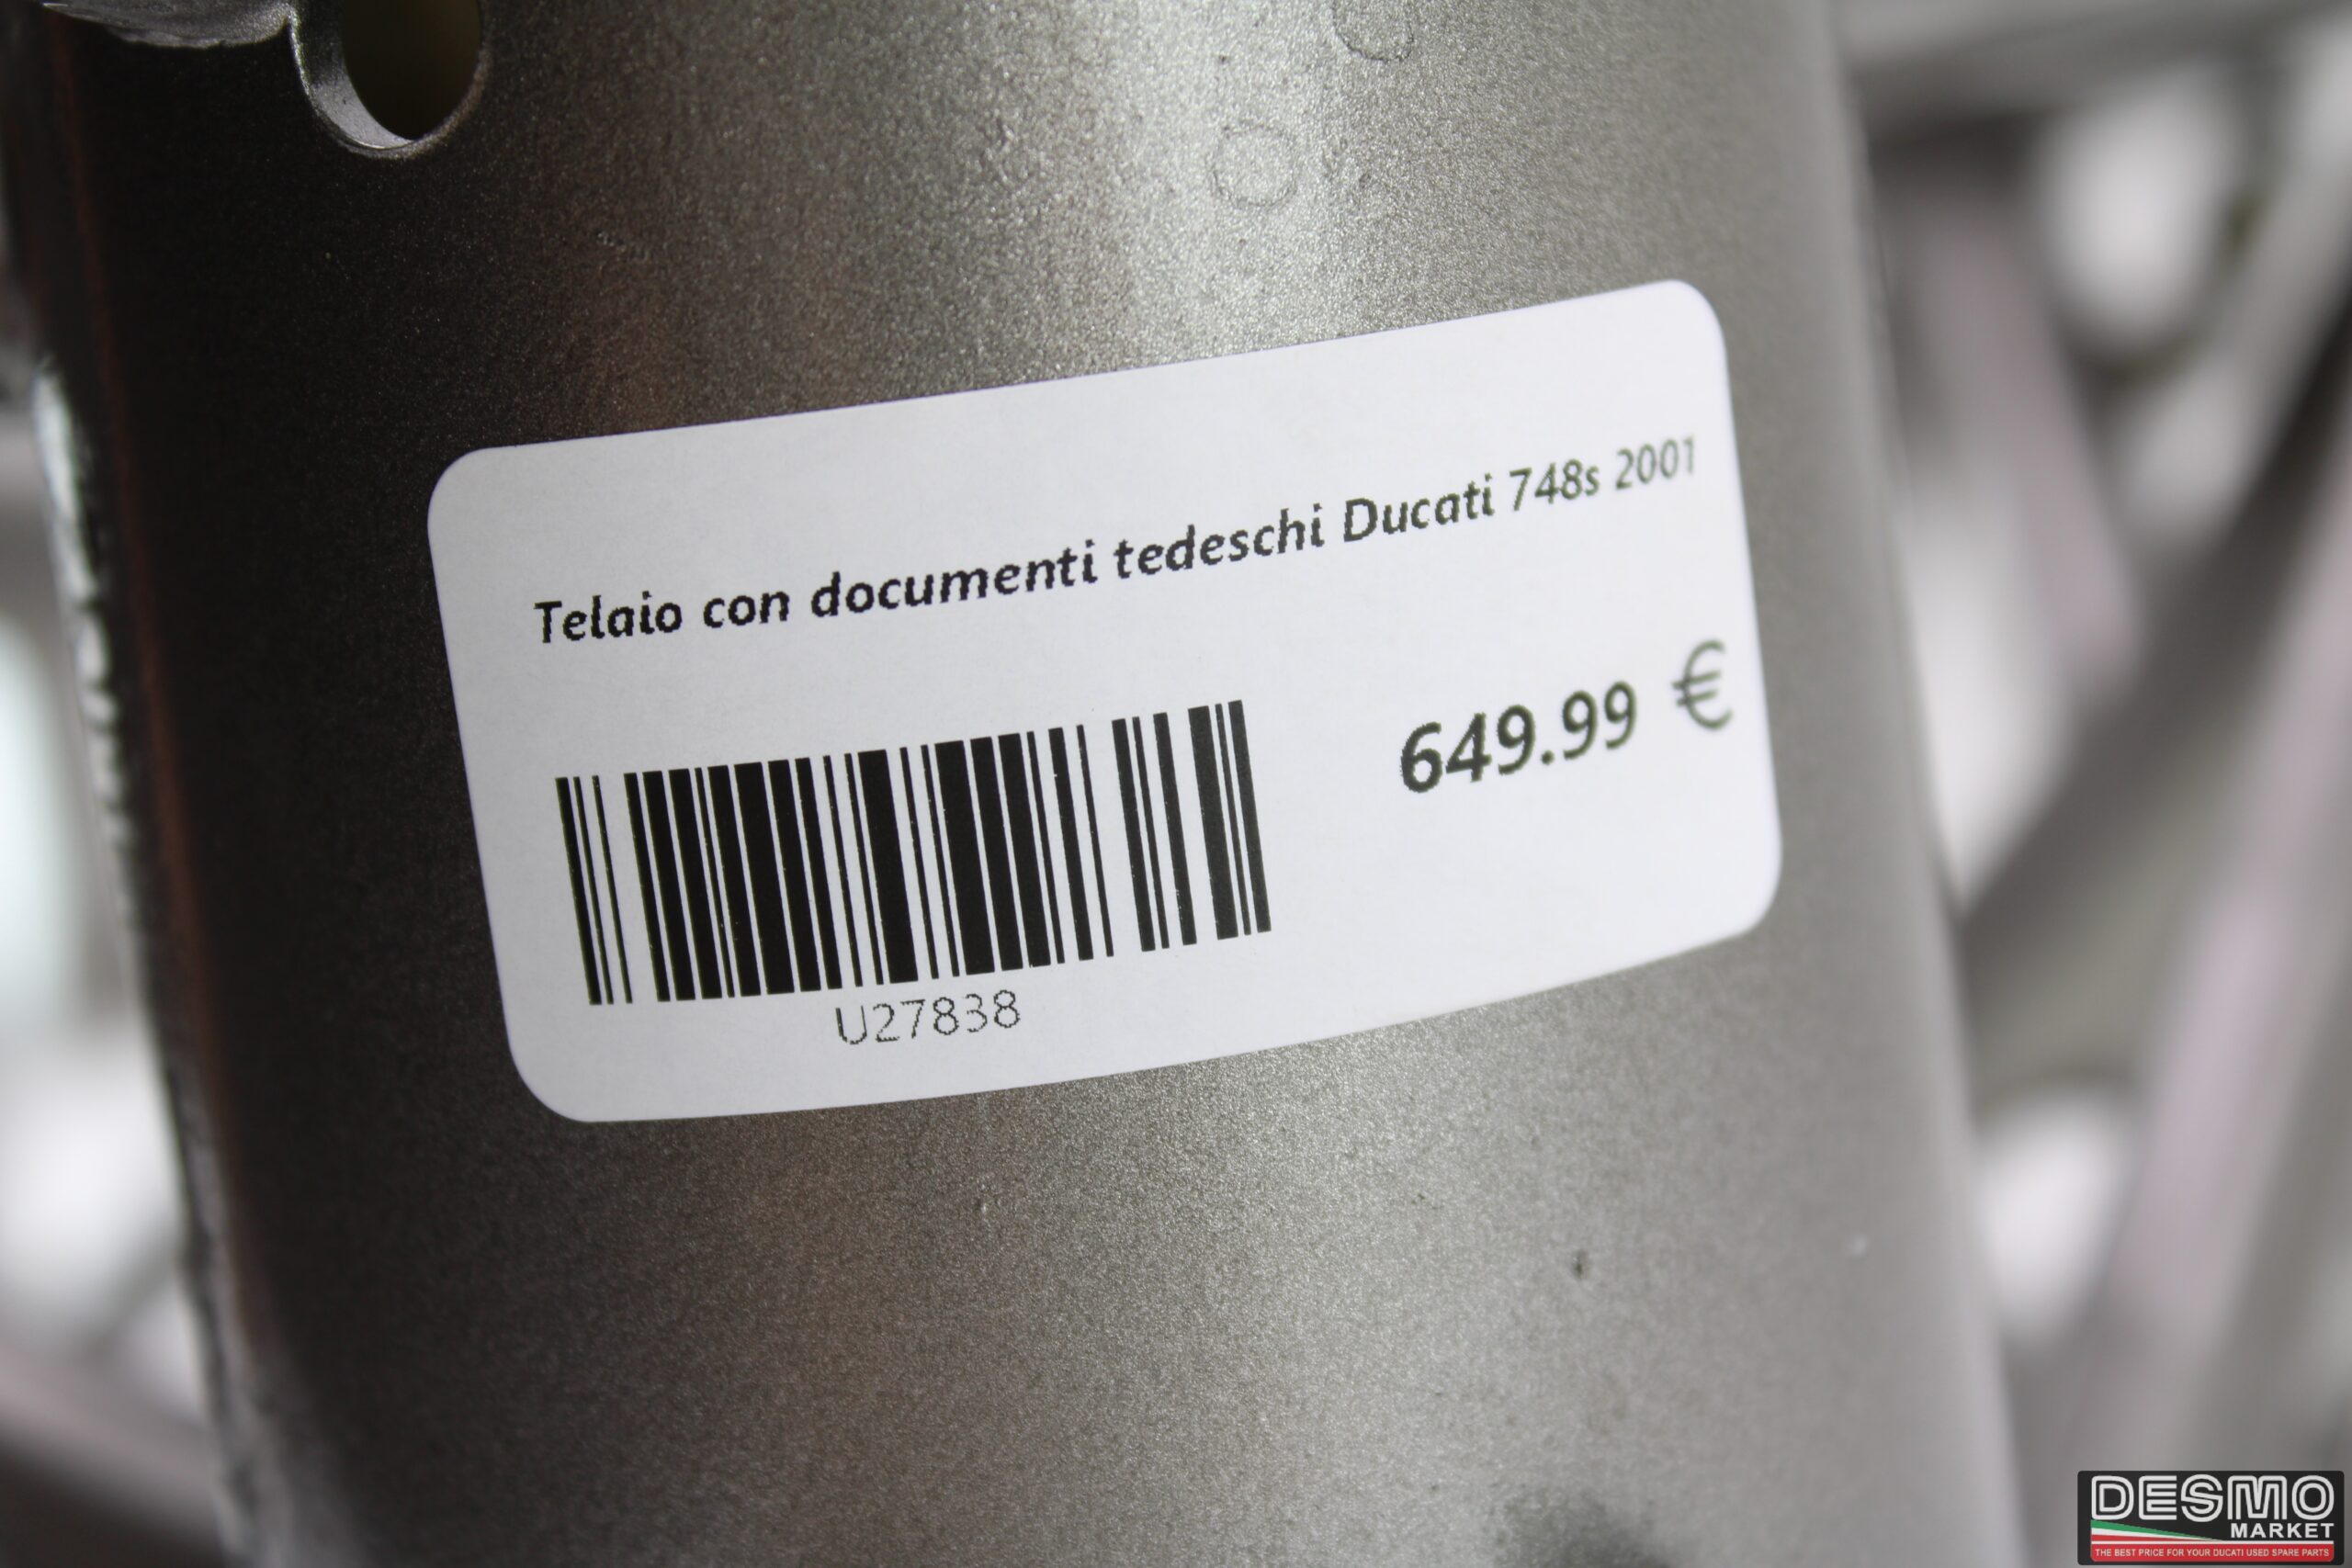 Telaio con documenti tedeschi Ducati 748s 2001
649.99 €
U27838
DESMO
MARKET
THE BEST PRICE FOR YOUR DUCATI USED SPARE PARTS